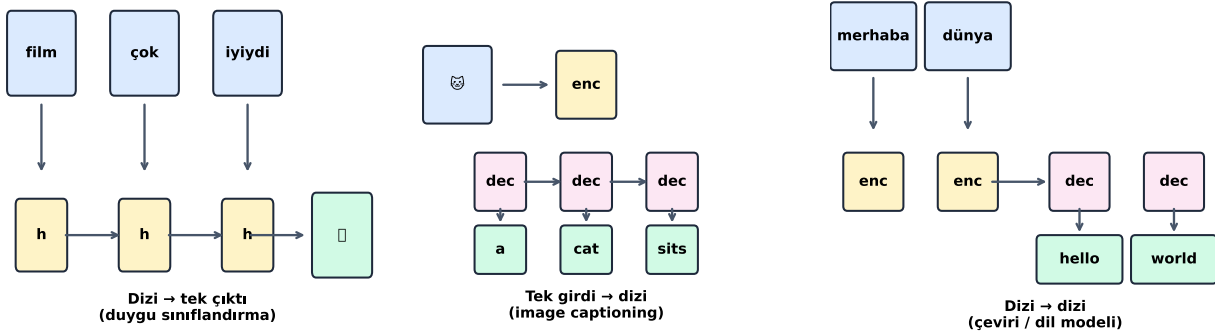 film
çok
iyiydi
h
h
h
Dizi → tek çıktı
(duygu sınıflandırma)
enc
dec
dec
dec
a
cat
sits
Tek girdi → dizi
(image captioning)
merhaba
dünya
enc
enc
dec
dec
hello
world
Dizi → dizi
(çeviri / dil modeli)